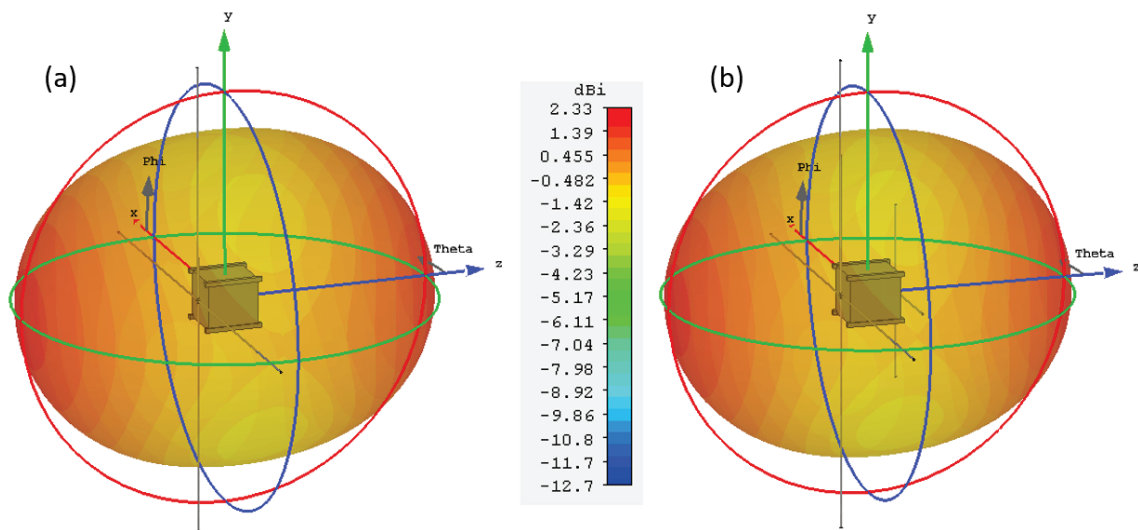 (a)
y
Phi
x
Theta
z
dBi
2.33
1.39
0.455
-0.482
-1.42
-2.36
-3.29
-4.23
-5.17
-6.11
-7.04
-7.98
-8.92
-9.86
-10.8
-11.7
-12.7
(b)
y
Phi
x
Theta
z